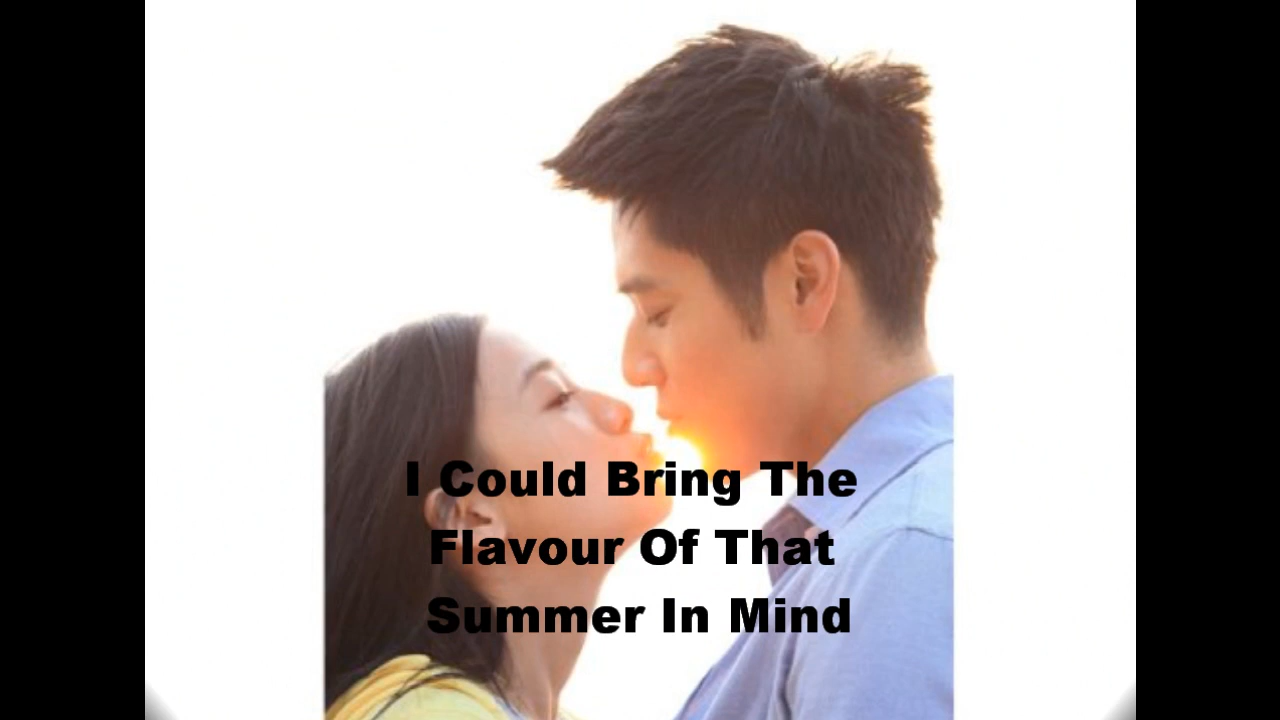 I Could Bring The
Flavour Of That
Summer In Mind